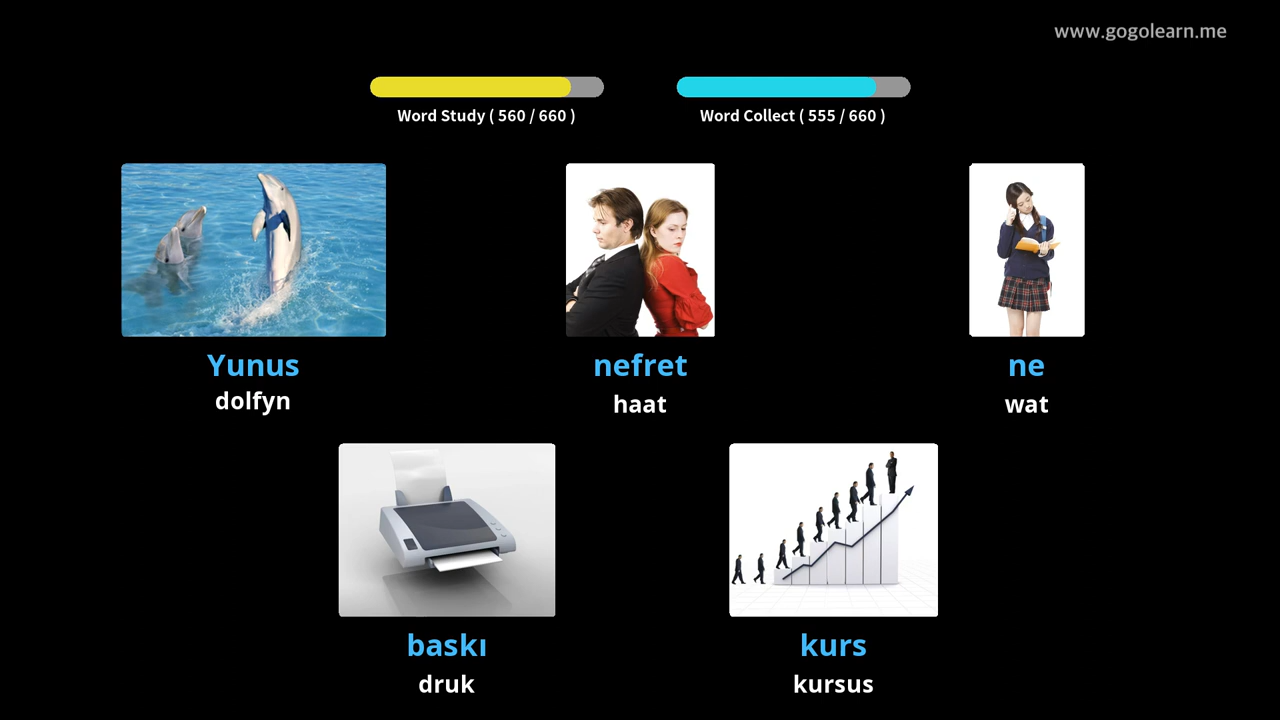 www.gogolearn.me
Word Study ( 560 / 660 )
Word Collect ( 555 / 660 )
Yunus
dolfyn
nefret
haat
ne
wat
baskı
druk
kurs
kursus